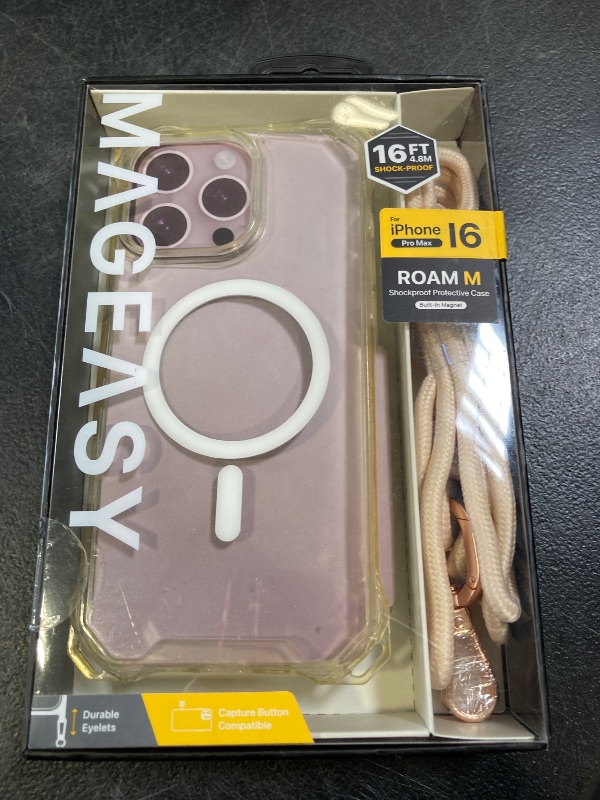 MAGEASY
16FT
4.8M
SHOCK-PROOF
For
iPhone 16
Pro Max
ROAM M
Shockproof Protective Case
Built-In Magnet
Durable
Eyelets
Capture Button
Compatible